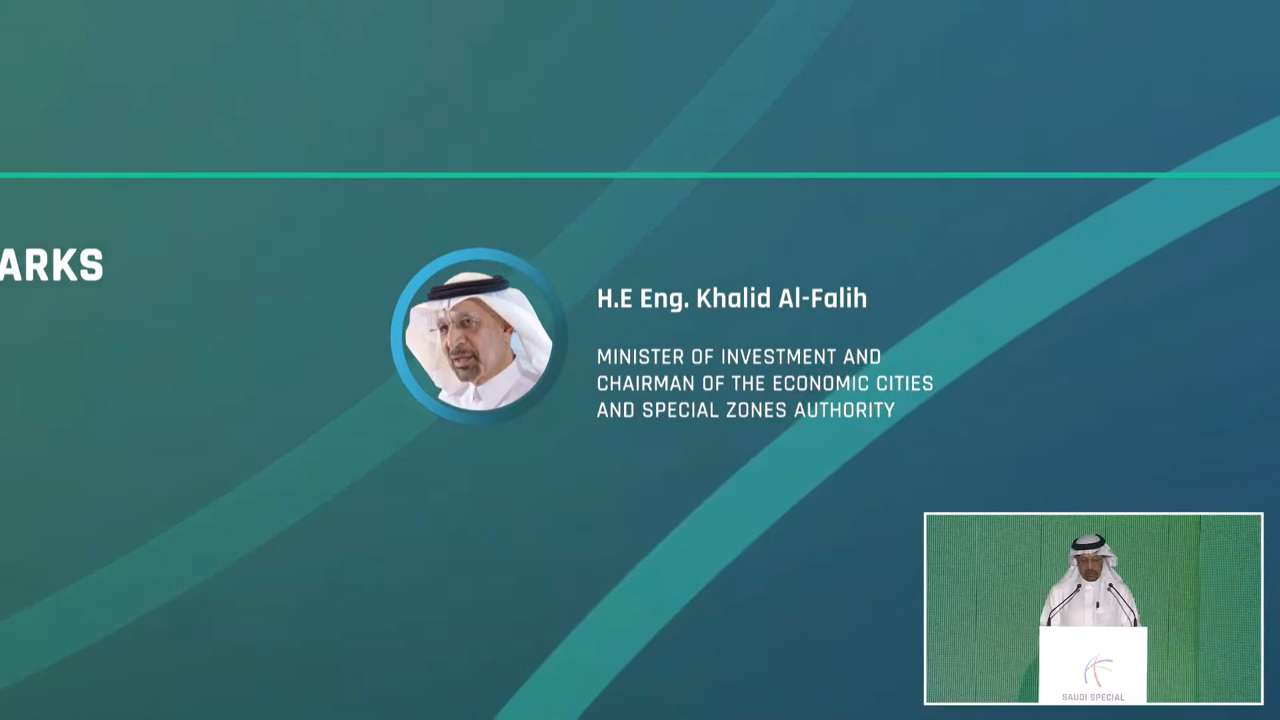 ARKS
H.E Eng. Khalid Al-Falih
MINISTER OF INVESTMENT AND
CHAIRMAN OF THE ECONOMIC CITIES
AND SPECIAL ZONES AUTHORITY
SAUDI SPECIAL